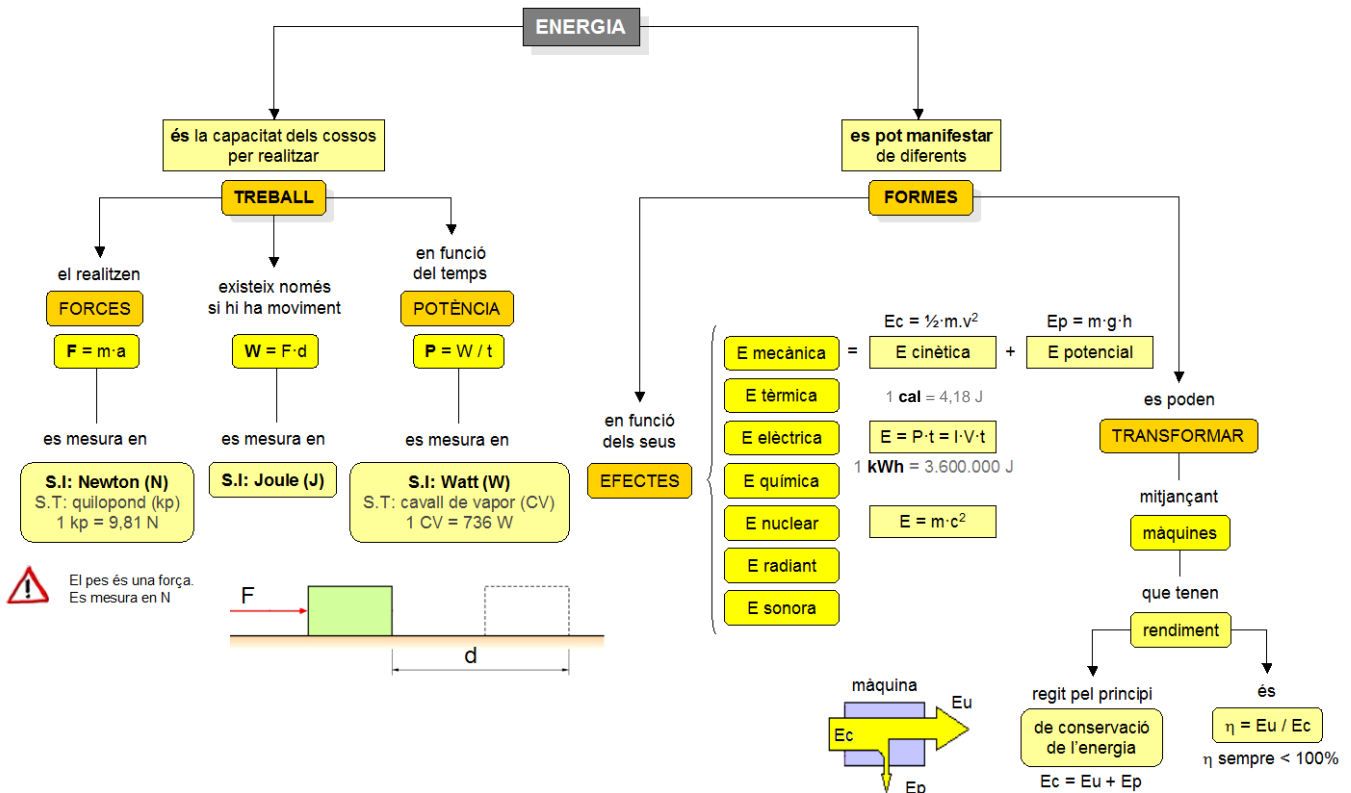 ENERGIA
és la capacitat dels cossos
per realitzar
TREBALL
el realitzen
FORCES
F = m·a
es mesura en
S.I: Newton (N)
S.T: quilopond (kp)
1 kp = 9,81 N
existeix només
si hi ha moviment
W = F·d
es mesura en
S.I: Joule (J)
en funció
del temps
POTÈNCIA
P = W / t
es mesura en
S.I: Watt (W)
S.T: cavall de vapor (CV)
1 CV = 736 W
El pes és una força.
Es mesura en N
F
d
es pot manifestar
de diferents
FORMES
en funció
dels seus
EFECTES
E mecànica
=
Ec = ½·m.v²
E cinètica
+
Ep = m·g·h
E potencial
E tèrmica
1 cal = 4,18 J
E elèctrica
E = P·t = I·V·t
1 kWh = 3.600.000 J
E química
E nuclear
E = m·c²
E radiant
E sonora
es poden
TRANSFORMAR
mitjançant
màquines
que tenen
rendiment
regit pel principi
de conservació
de l'energia
Ec = Eu + Ep
és
η = Eu / Ec
η sempre < 100%
màquina
Eu
Ec
Ep